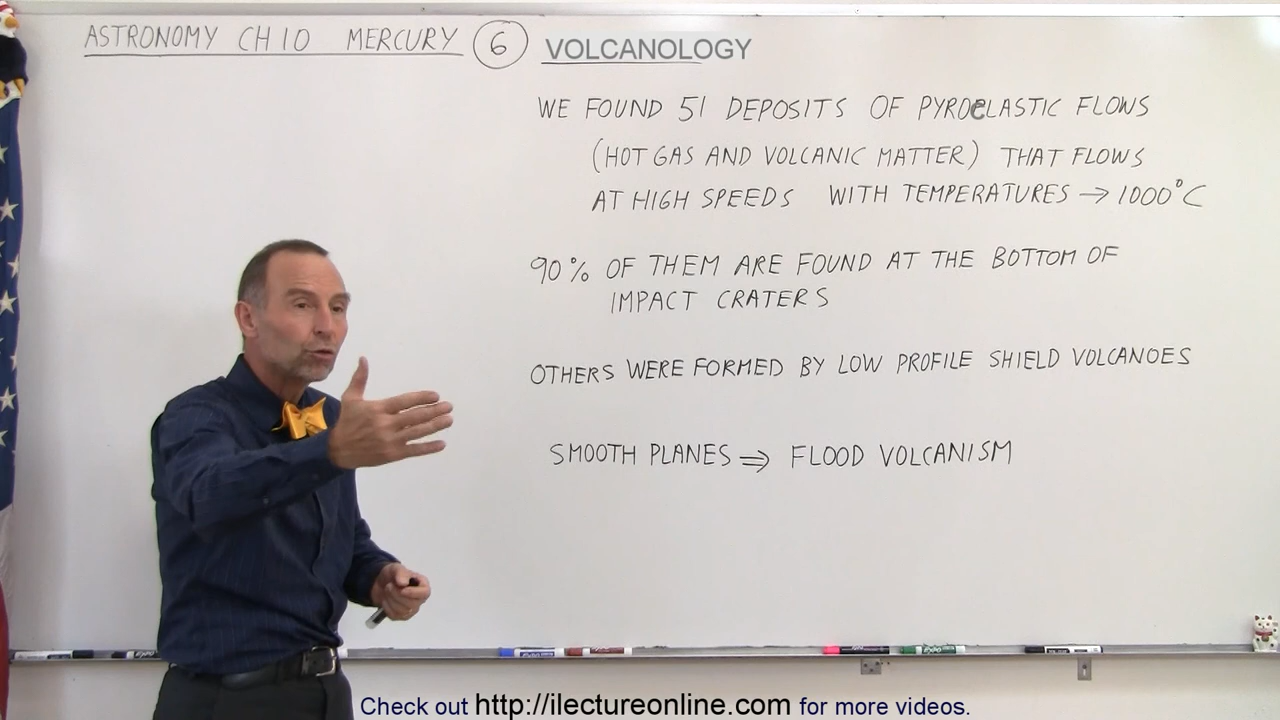 ASTRONOMY CH 10 MERCURY 6 VOLCANOLOGY
WE FOUND 51 DEPOSITS OF PYROCLASTIC FLOWS
(HOT GAS AND VOLCANIC MATTER) THAT FLOWS
AT HIGH SPEEDS WITH TEMPERATURES → 1000°C
90% OF THEM ARE FOUND AT THE BOTTOM OF
IMPACT CRATERS
OTHERS WERE FORMED BY LOW PROFILE SHIELD VOLCANOES
SMOOTH PLANES ⇒ FLOOD VOLCANISM
Check out http://ilectureonline.com for more videos.